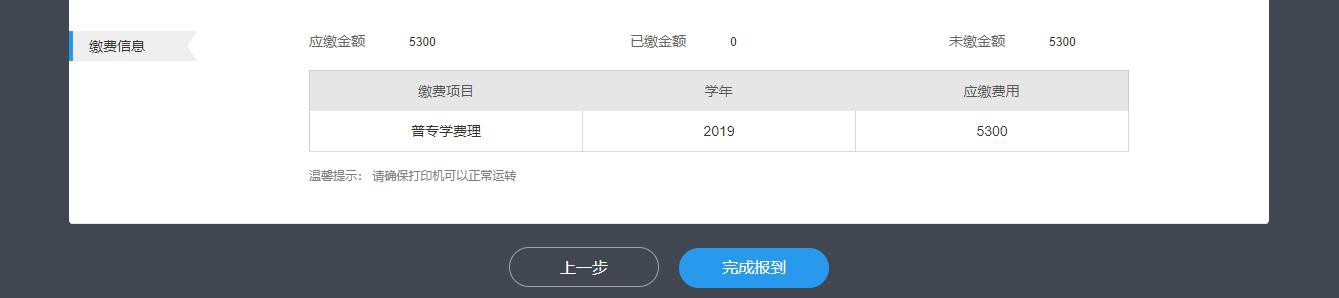 应缴金额 5300 已缴金额 0 未缴金额 5300
缴费信息
缴费项目 学年 应缴费用
普专学费理 2019 5300
温馨提示： 请确保打印机可以正常运转
上一步 完成报到